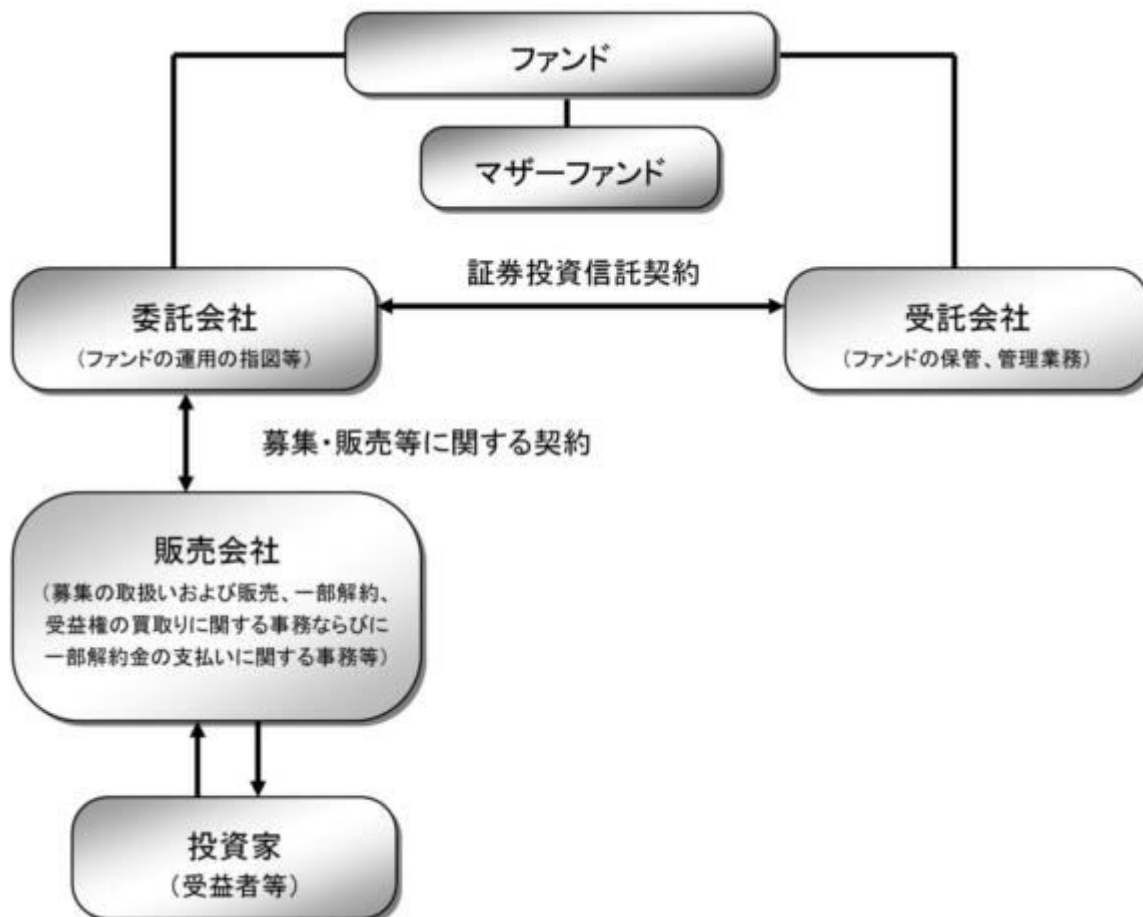 ファンド
マザーファンド
証券投資信託契約
委託会社
（ファンドの運用の指図等）
受託会社
（ファンドの保管、管理業務）
募集・販売等に関する契約
販売会社
（募集の取扱いおよび販売、一部解約、
受益権の買取りに関する事務ならびに
一部解約金の支払いに関する事務等）
投資家
（受益者等）